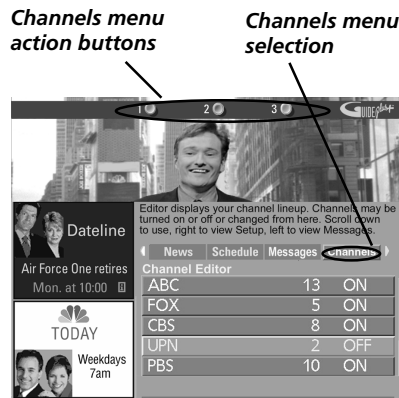 Channels menu
action buttons
Channels menu
selection
1 2 3 GUIDE plus+
Editor displays your channel lineup. Channels may be
turned on or off or changed from here. Scroll down
to use, right to view Setup, left to view Messages.
Dateline
Air Force One retires
Mon. at 10:00
TODAY
Weekdays
7am
News Schedule Messages Channels
Channel Editor
ABC 13 ON
FOX 5 ON
CBS 8 ON
UPN 2 OFF
PBS 10 ON